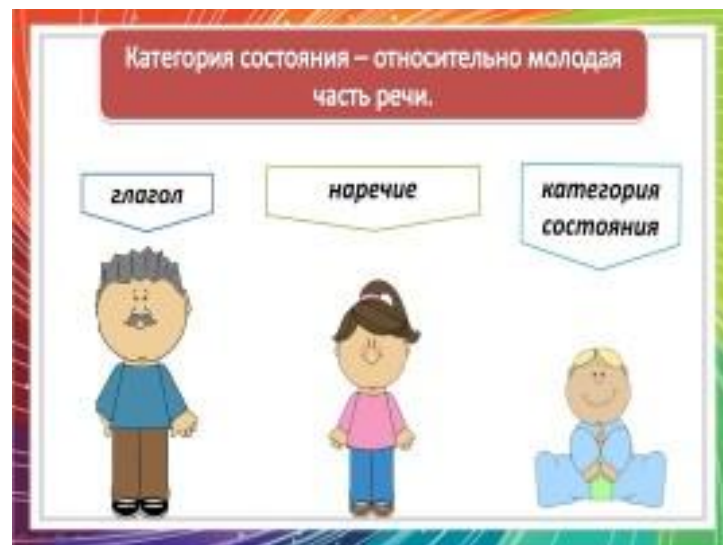 Категория состояния – относительно молодая
часть речи.
глагол
наречие
категория
состояния